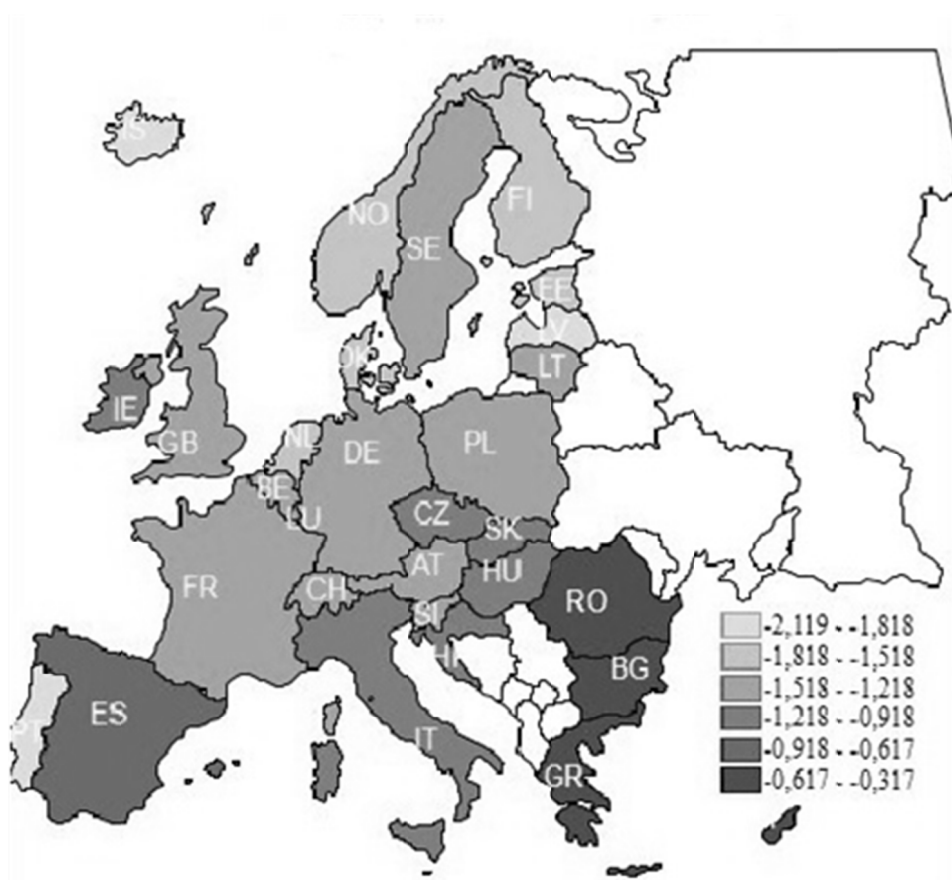 IS
NO
FI
SE
EE
LV
DK
LT
IE
GB
NL
DE
PL
BE
LU
CZ
SK
FR
CH
AT
HU
SI
RO
HR
BG
ES
PT
IT
GR
-2,119 - -1,818
-1,818 - -1,518
-1,518 - -1,218
-1,218 - -0,918
-0,918 - -0,617
-0,617 - -0,317